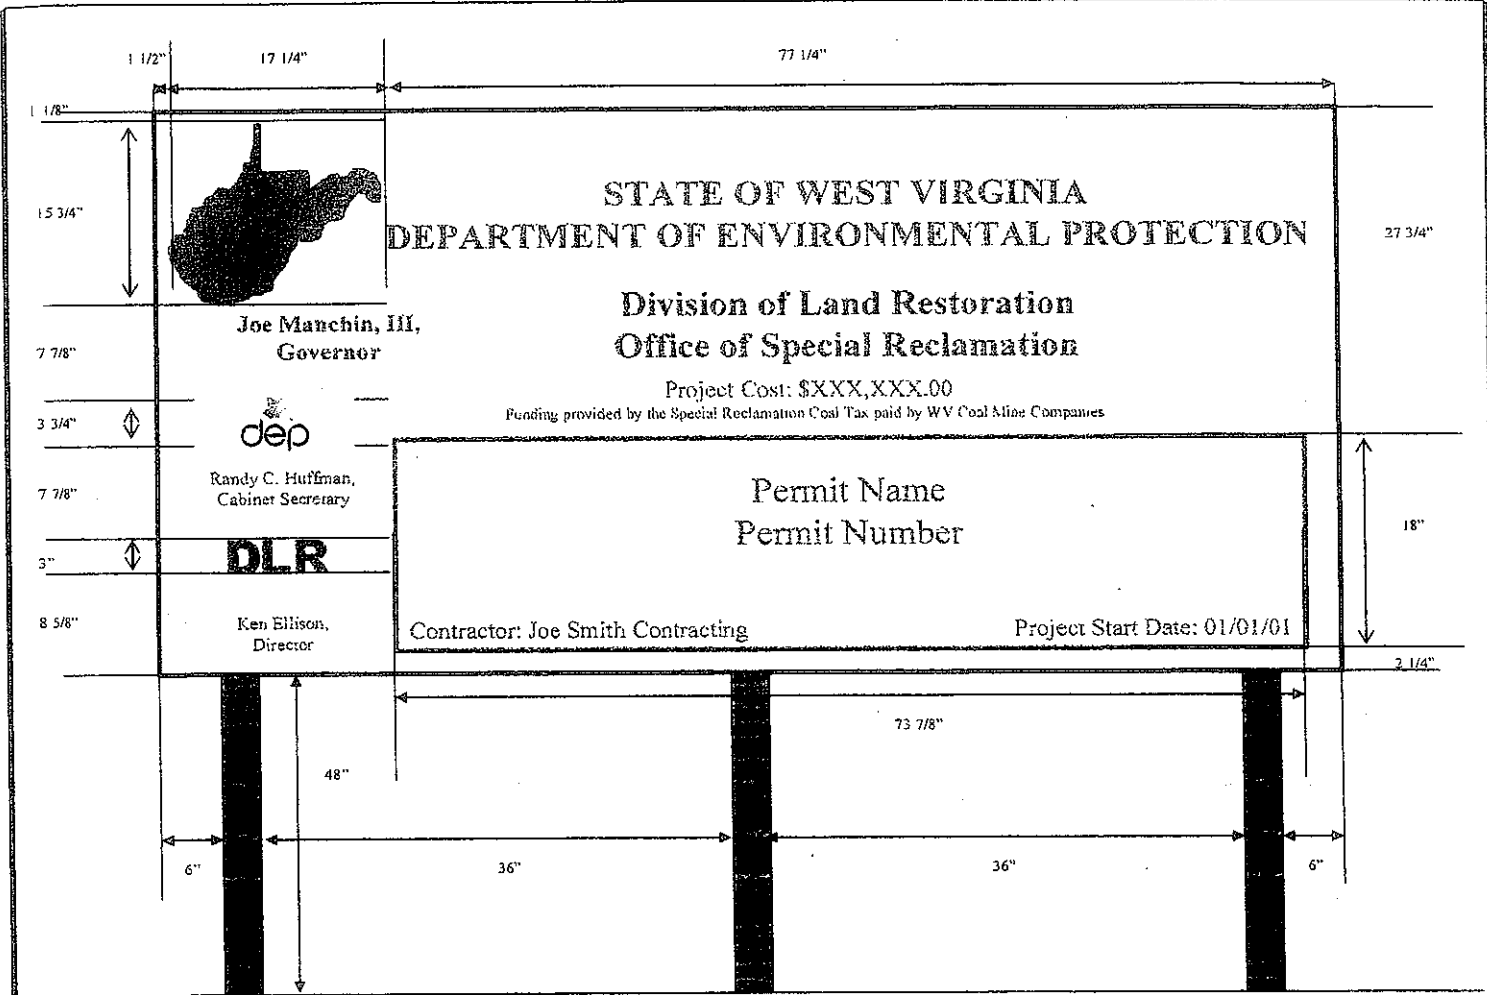 1 1/2"
17 1/4"
77 1/4"
1 1/8"
15 3/4"
STATE OF WEST VIRGINIA
DEPARTMENT OF ENVIRONMENTAL PROTECTION
27 3/4"
Division of Land Restoration
Office of Special Reclamation
Joe Manchin, III,
Governor
7 7/8"
Project Cost: $XXX,XXX.00
Funding provided by the Special Reclamation Coal Tax paid by WV Coal Mine Companies
3 3/4"
dep
Randy C. Huffman,
Cabinet Secretary
7 7/8"
Permit Name
Permit Number
18"
DLR
3"
8 5/8"
Ken Ellison,
Director
Contractor: Joe Smith Contracting
Project Start Date: 01/01/01
2 1/4"
73 7/8"
48"
6"
36"
36"
6"